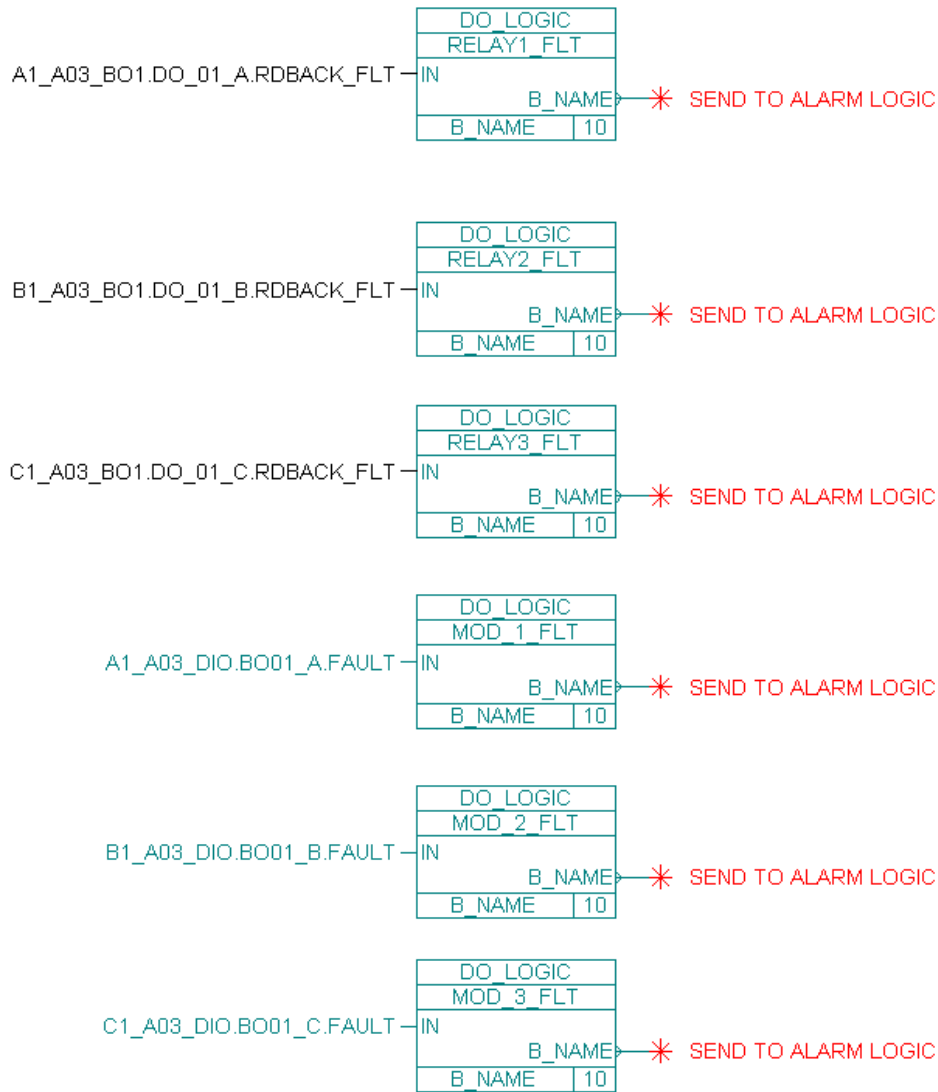 DO_LOGIC
RELAY1_FLT
A1_A03_BO1.DO_01_A.RDBACK_FLT IN
B_NAME SEND TO ALARM LOGIC
B_NAME 10
DO_LOGIC
RELAY2_FLT
B1_A03_BO1.DO_01_B.RDBACK_FLT IN
B_NAME SEND TO ALARM LOGIC
B_NAME 10
DO_LOGIC
RELAY3_FLT
C1_A03_BO1.DO_01_C.RDBACK_FLT IN
B_NAME SEND TO ALARM LOGIC
B_NAME 10
DO_LOGIC
MOD_1_FLT
A1_A03_DIO.BO01_A.FAULT IN
B_NAME SEND TO ALARM LOGIC
B_NAME 10
DO_LOGIC
MOD_2_FLT
B1_A03_DIO.BO01_B.FAULT IN
B_NAME SEND TO ALARM LOGIC
B_NAME 10
DO_LOGIC
MOD_3_FLT
C1_A03_DIO.BO01_C.FAULT IN
B_NAME SEND TO ALARM LOGIC
B_NAME 10